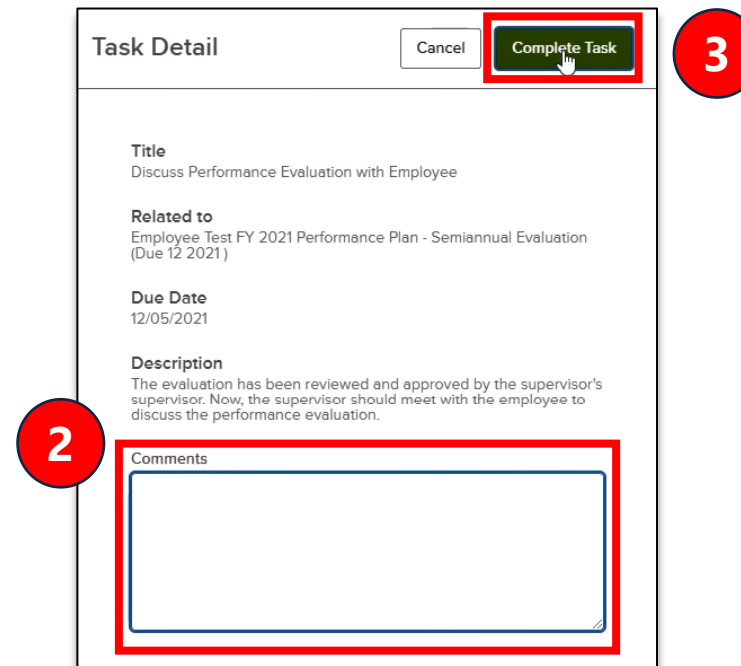 Task Detail
Cancel
Complete Task
3
Title
Discuss Performance Evaluation with Employee
Related to
Employee Test FY 2021 Performance Plan - Semiannual Evaluation
(Due 12 2021 )
Due Date
12/05/2021
Description
The evaluation has been reviewed and approved by the supervisor's
supervisor. Now, the supervisor should meet with the employee to
discuss the performance evaluation.
2
Comments